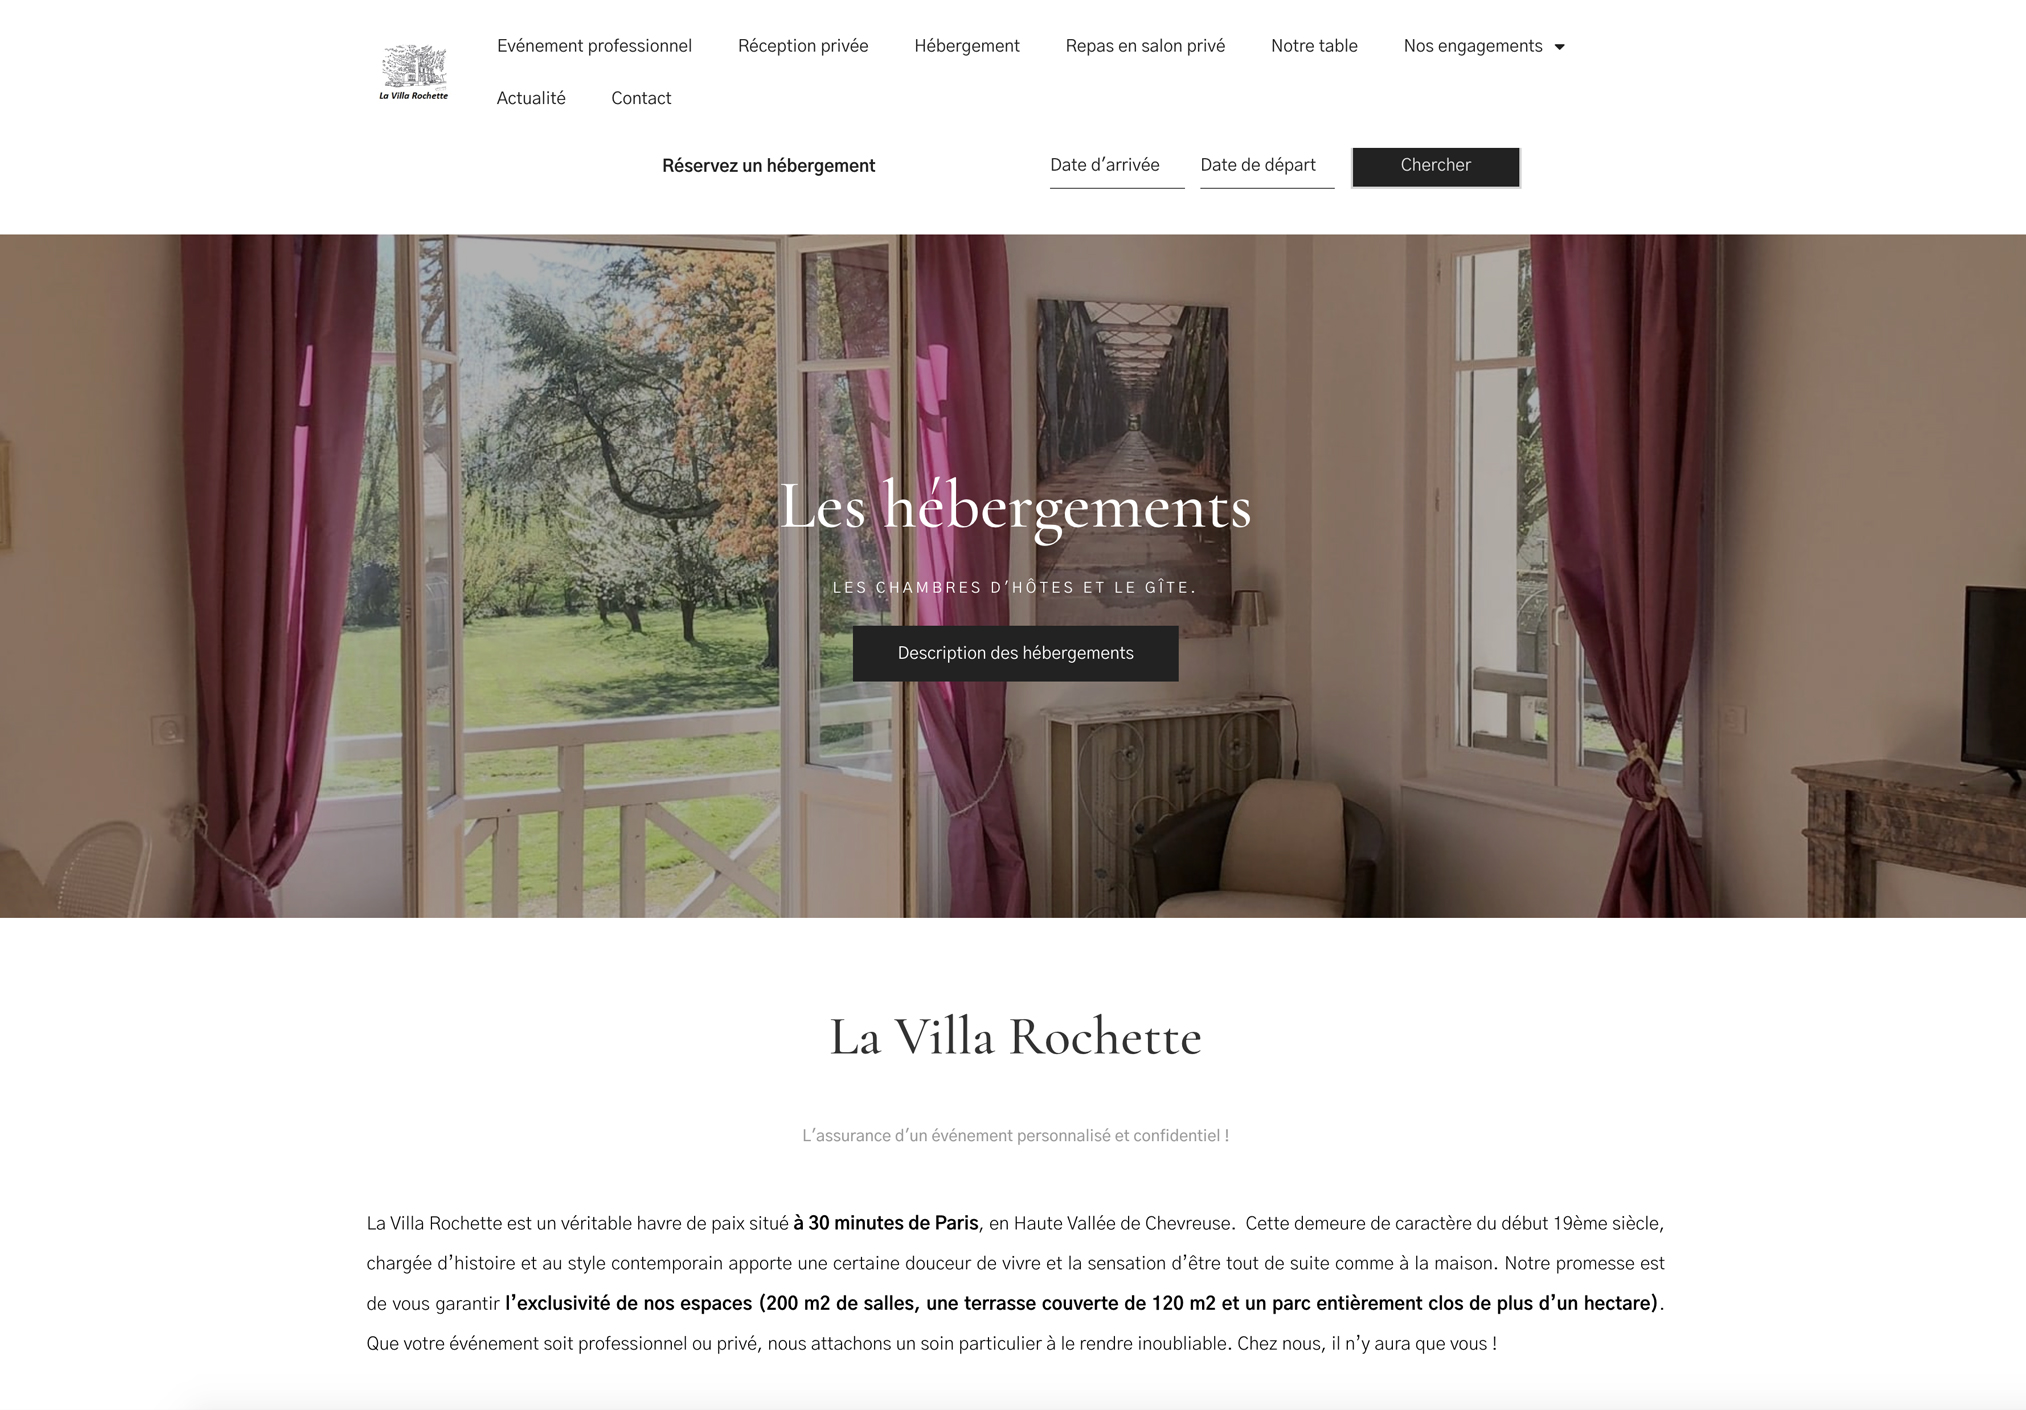 La Villa Rochette
Evénement professionnel
Réception privée
Hébergement
Repas en salon privé
Notre table
Nos engagements
Actualité
Contact
Réservez un hébergement
Date d'arrivée
Date de départ
Chercher
Les hébergements
LES CHAMBRES D'HÔTES ET LE GÎTE.
Description des hébergements
La Villa Rochette
L'assurance d'un événement personnalisé et confidentiel !
La Villa Rochette est un véritable havre de paix situé à 30 minutes de Paris, en Haute Vallée de Chevreuse.  Cette demeure de caractère du début 19ème siècle,
chargée d'histoire et au style contemporain apporte une certaine douceur de vivre et la sensation d'être tout de suite comme à la maison. Notre promesse est
de vous garantir l'exclusivité de nos espaces (200 m2 de salles, une terrasse couverte de 120 m2 et un parc entièrement clos de plus d'un hectare).
Que votre événement soit professionnel ou privé, nous attachons un soin particulier à le rendre inoubliable. Chez nous, il n'y aura que vous !